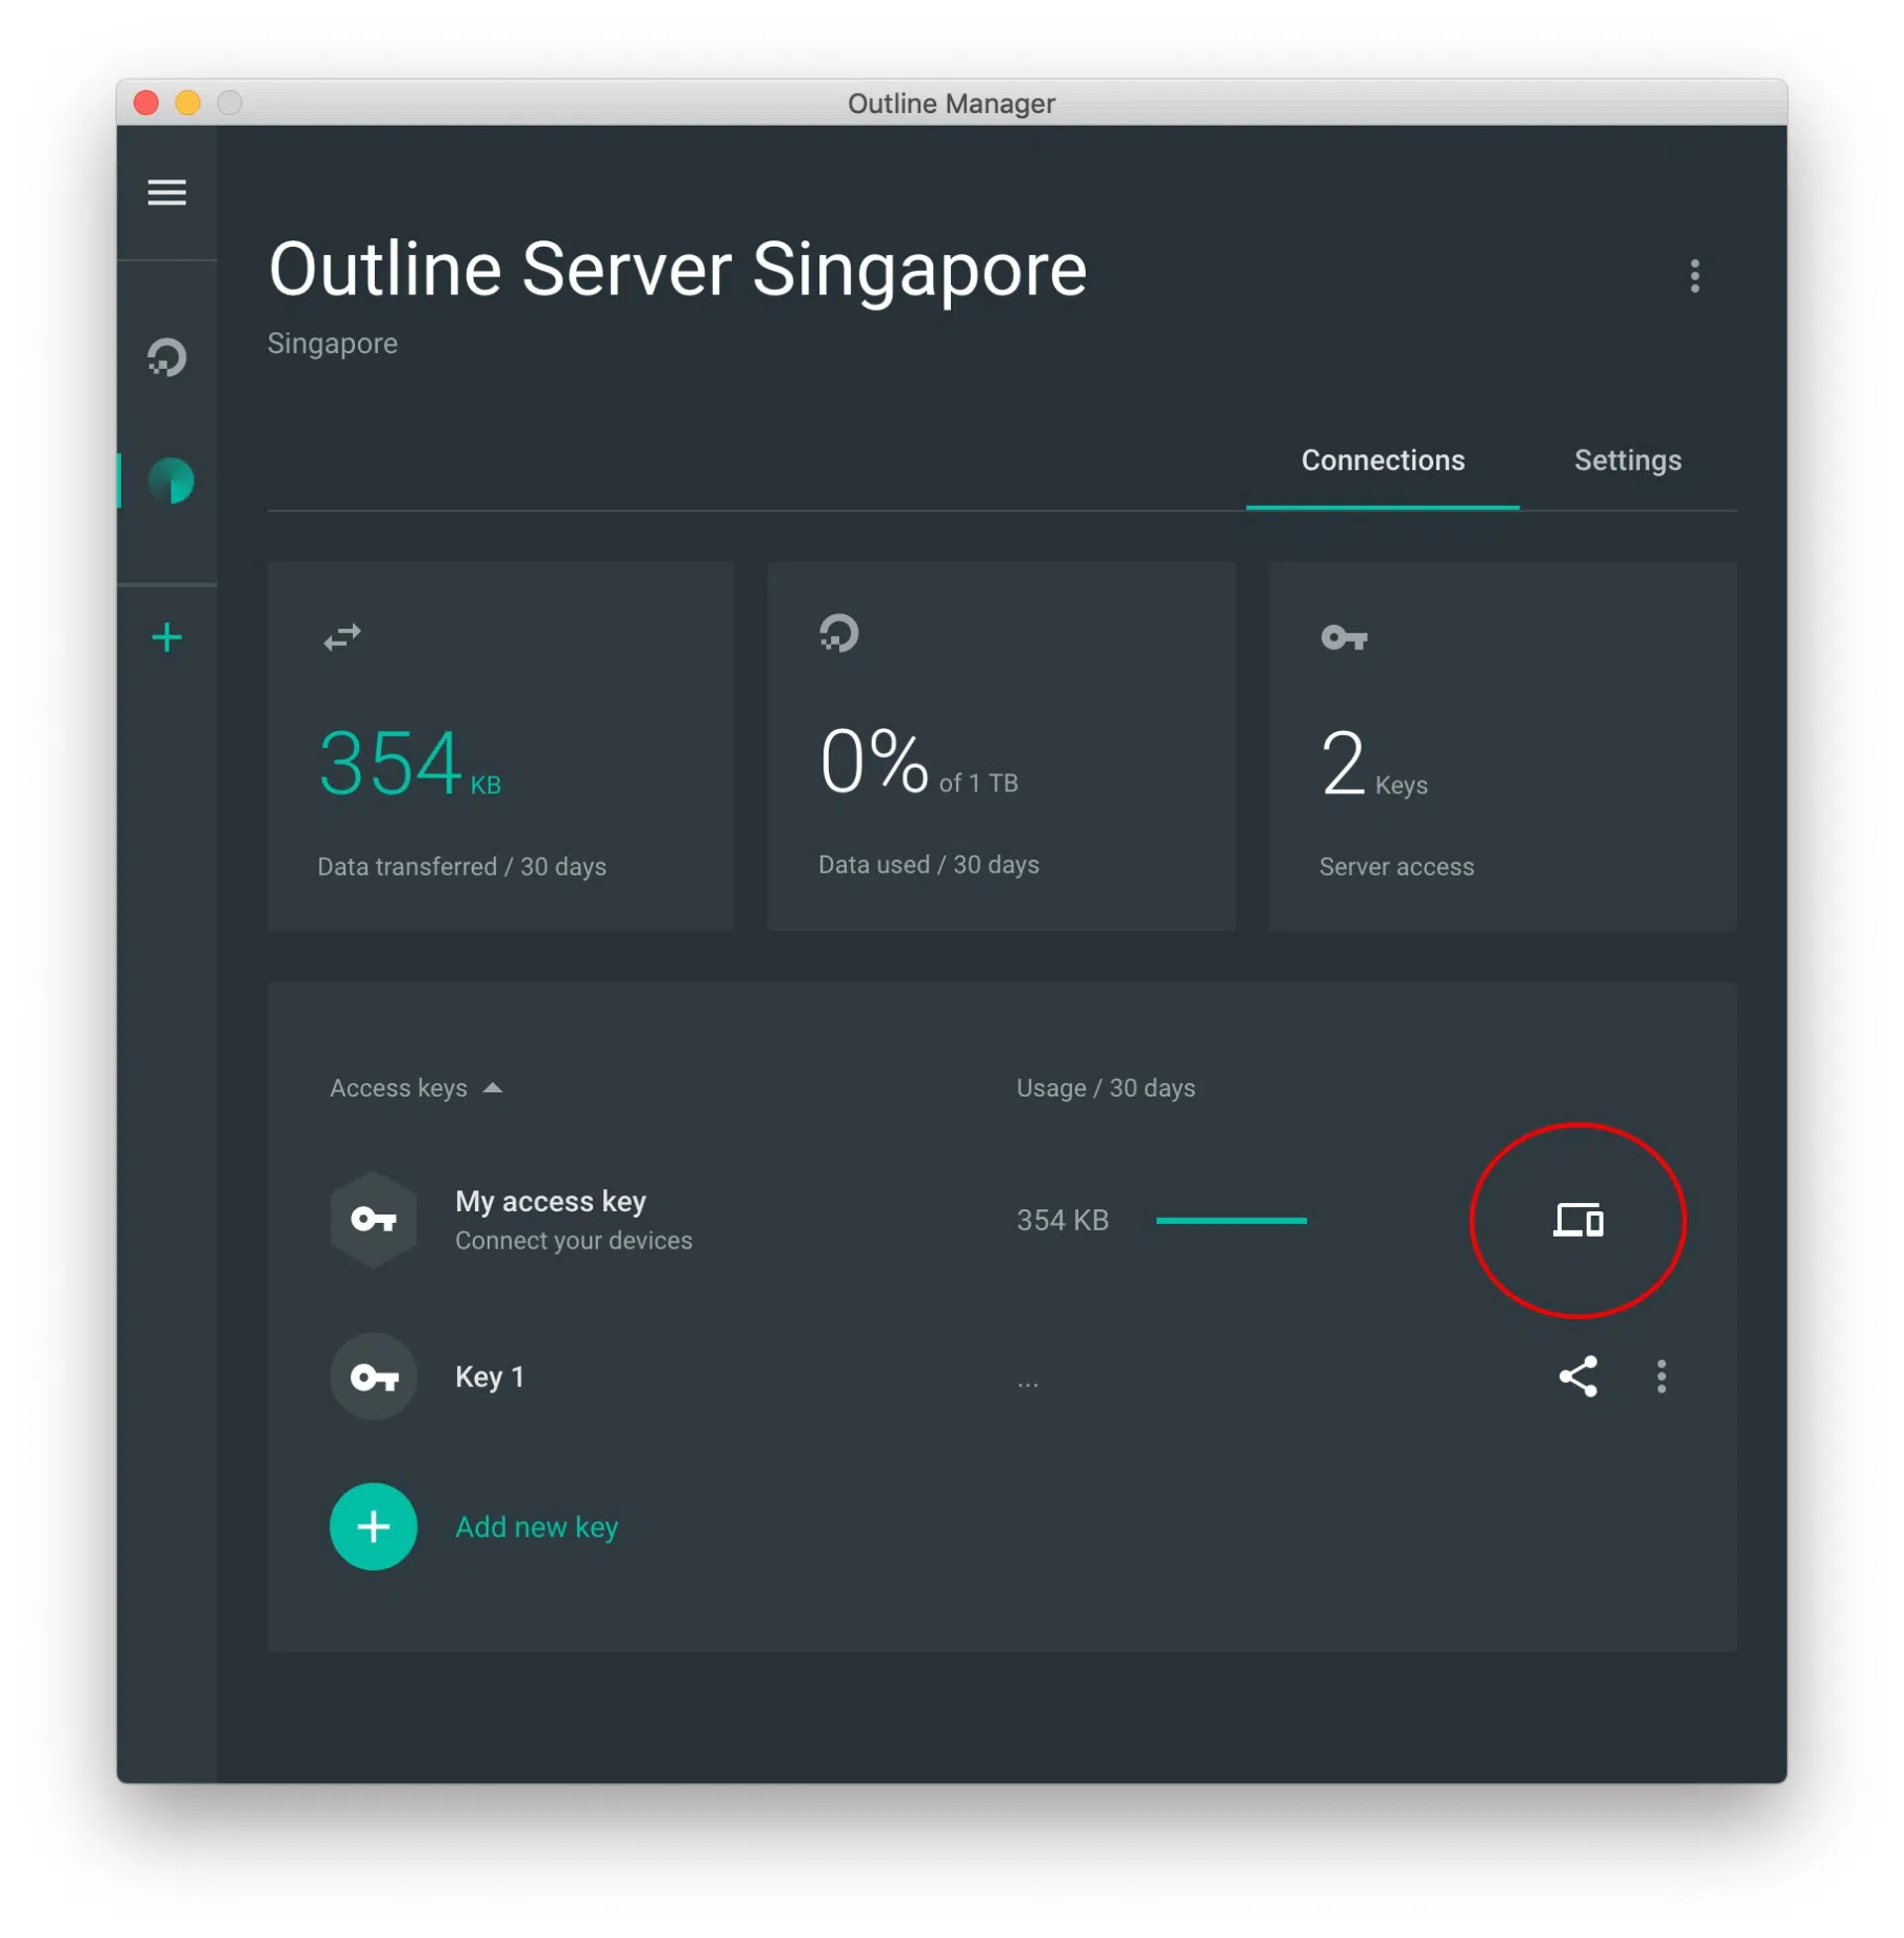 Outline Manager
Outline Server Singapore
Singapore
Connections Settings
354 KB
Data transferred / 30 days
0% of 1 TB
Data used / 30 days
2 Keys
Server access
Access keys Usage / 30 days
My access key
Connect your devices
354 KB
Key 1 ...
Add new key